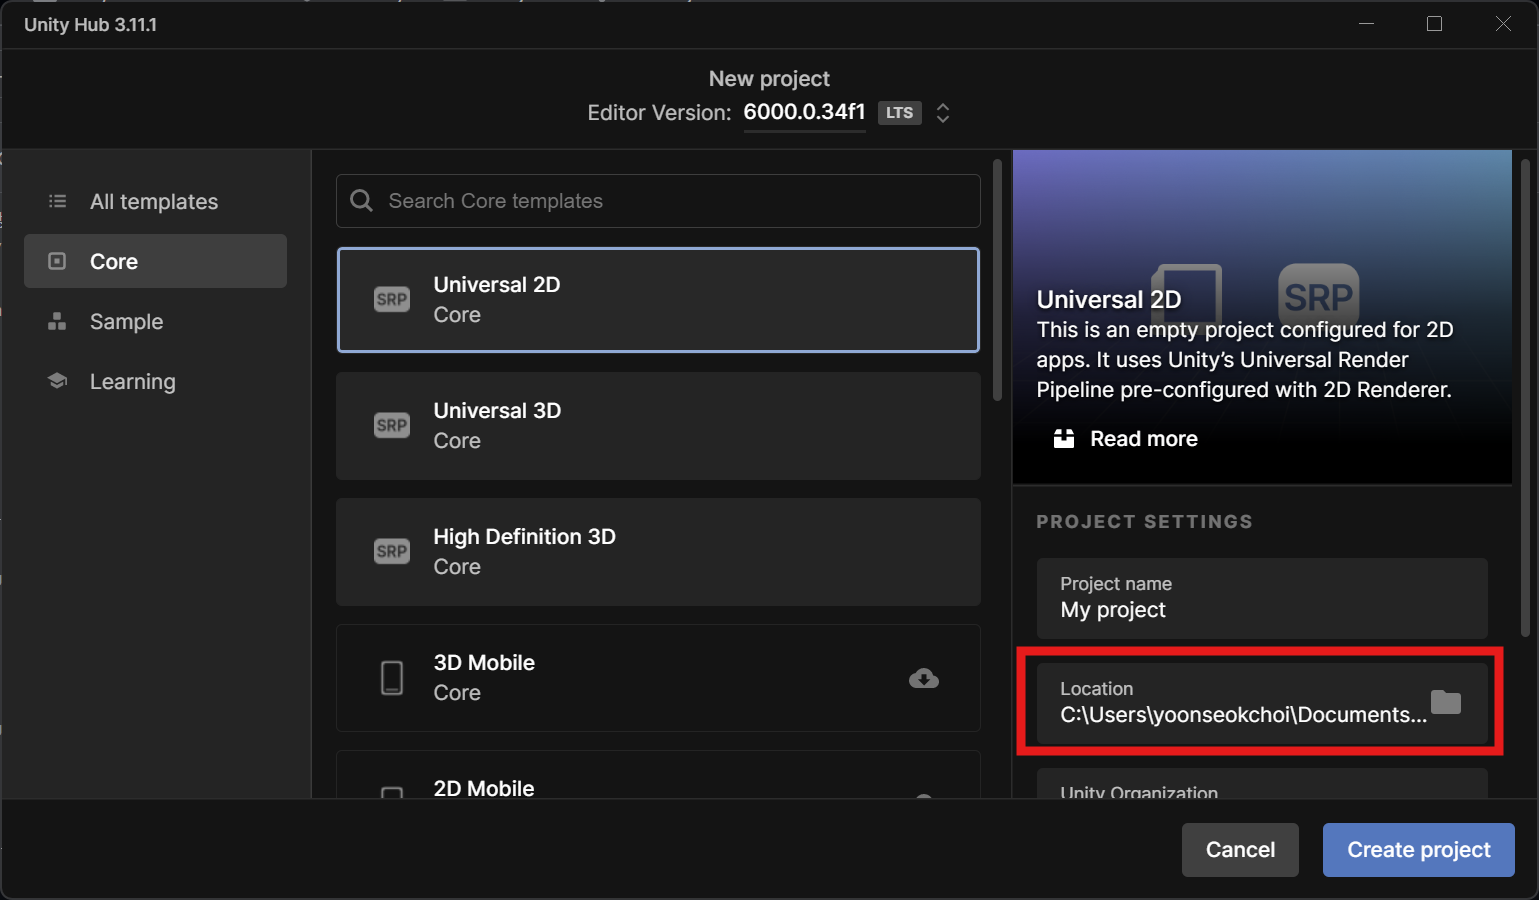 Unity Hub 3.11.1
New project
Editor Version: 6000.0.34f1 LTS
All templates
Core
Sample
Learning
Search Core templates
SRP
Universal 2D
Core
SRP
Universal 3D
Core
SRP
High Definition 3D
Core
3D Mobile
Core
2D Mobile
SRP
Universal 2D
This is an empty project configured for 2D
apps. It uses Unity’s Universal Render
Pipeline pre-configured with 2D Renderer.
Read more
PROJECT SETTINGS
Project name
My project
Location
C:\Users\yoonseokchoi\Documents...
Unity Organization
Cancel
Create project